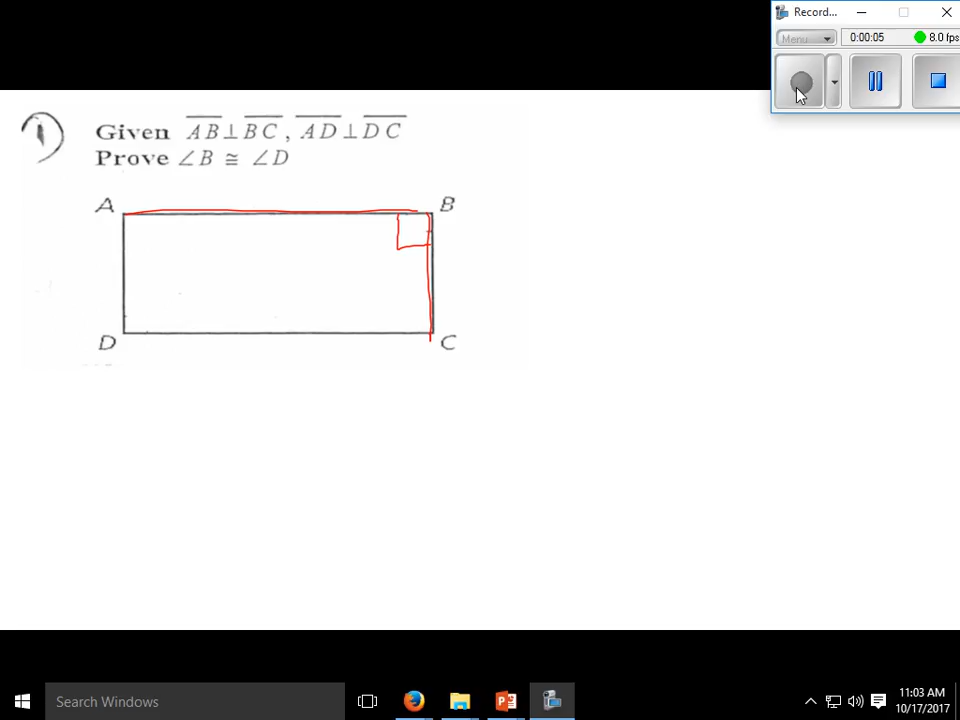 Record...
Menu
0:00:05
8.0 fps
1
Given AB⊥BC, AD⊥DC
Prove ∠B ≅ ∠D
A
B
D
C
Search Windows
11:03 AM
10/17/2017